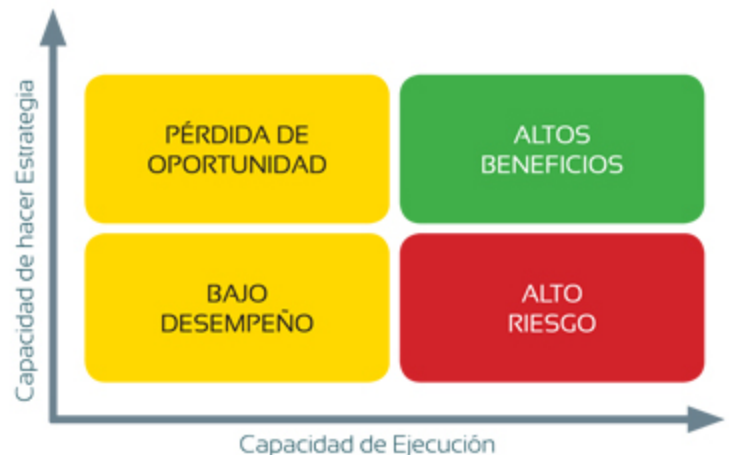 Capacidad de hacer Estrategia
PÉRDIDA DE
OPORTUNIDAD
ALTOS
BENEFICIOS
BAJO
DESEMPEÑO
ALTO
RIESGO
Capacidad de Ejecución